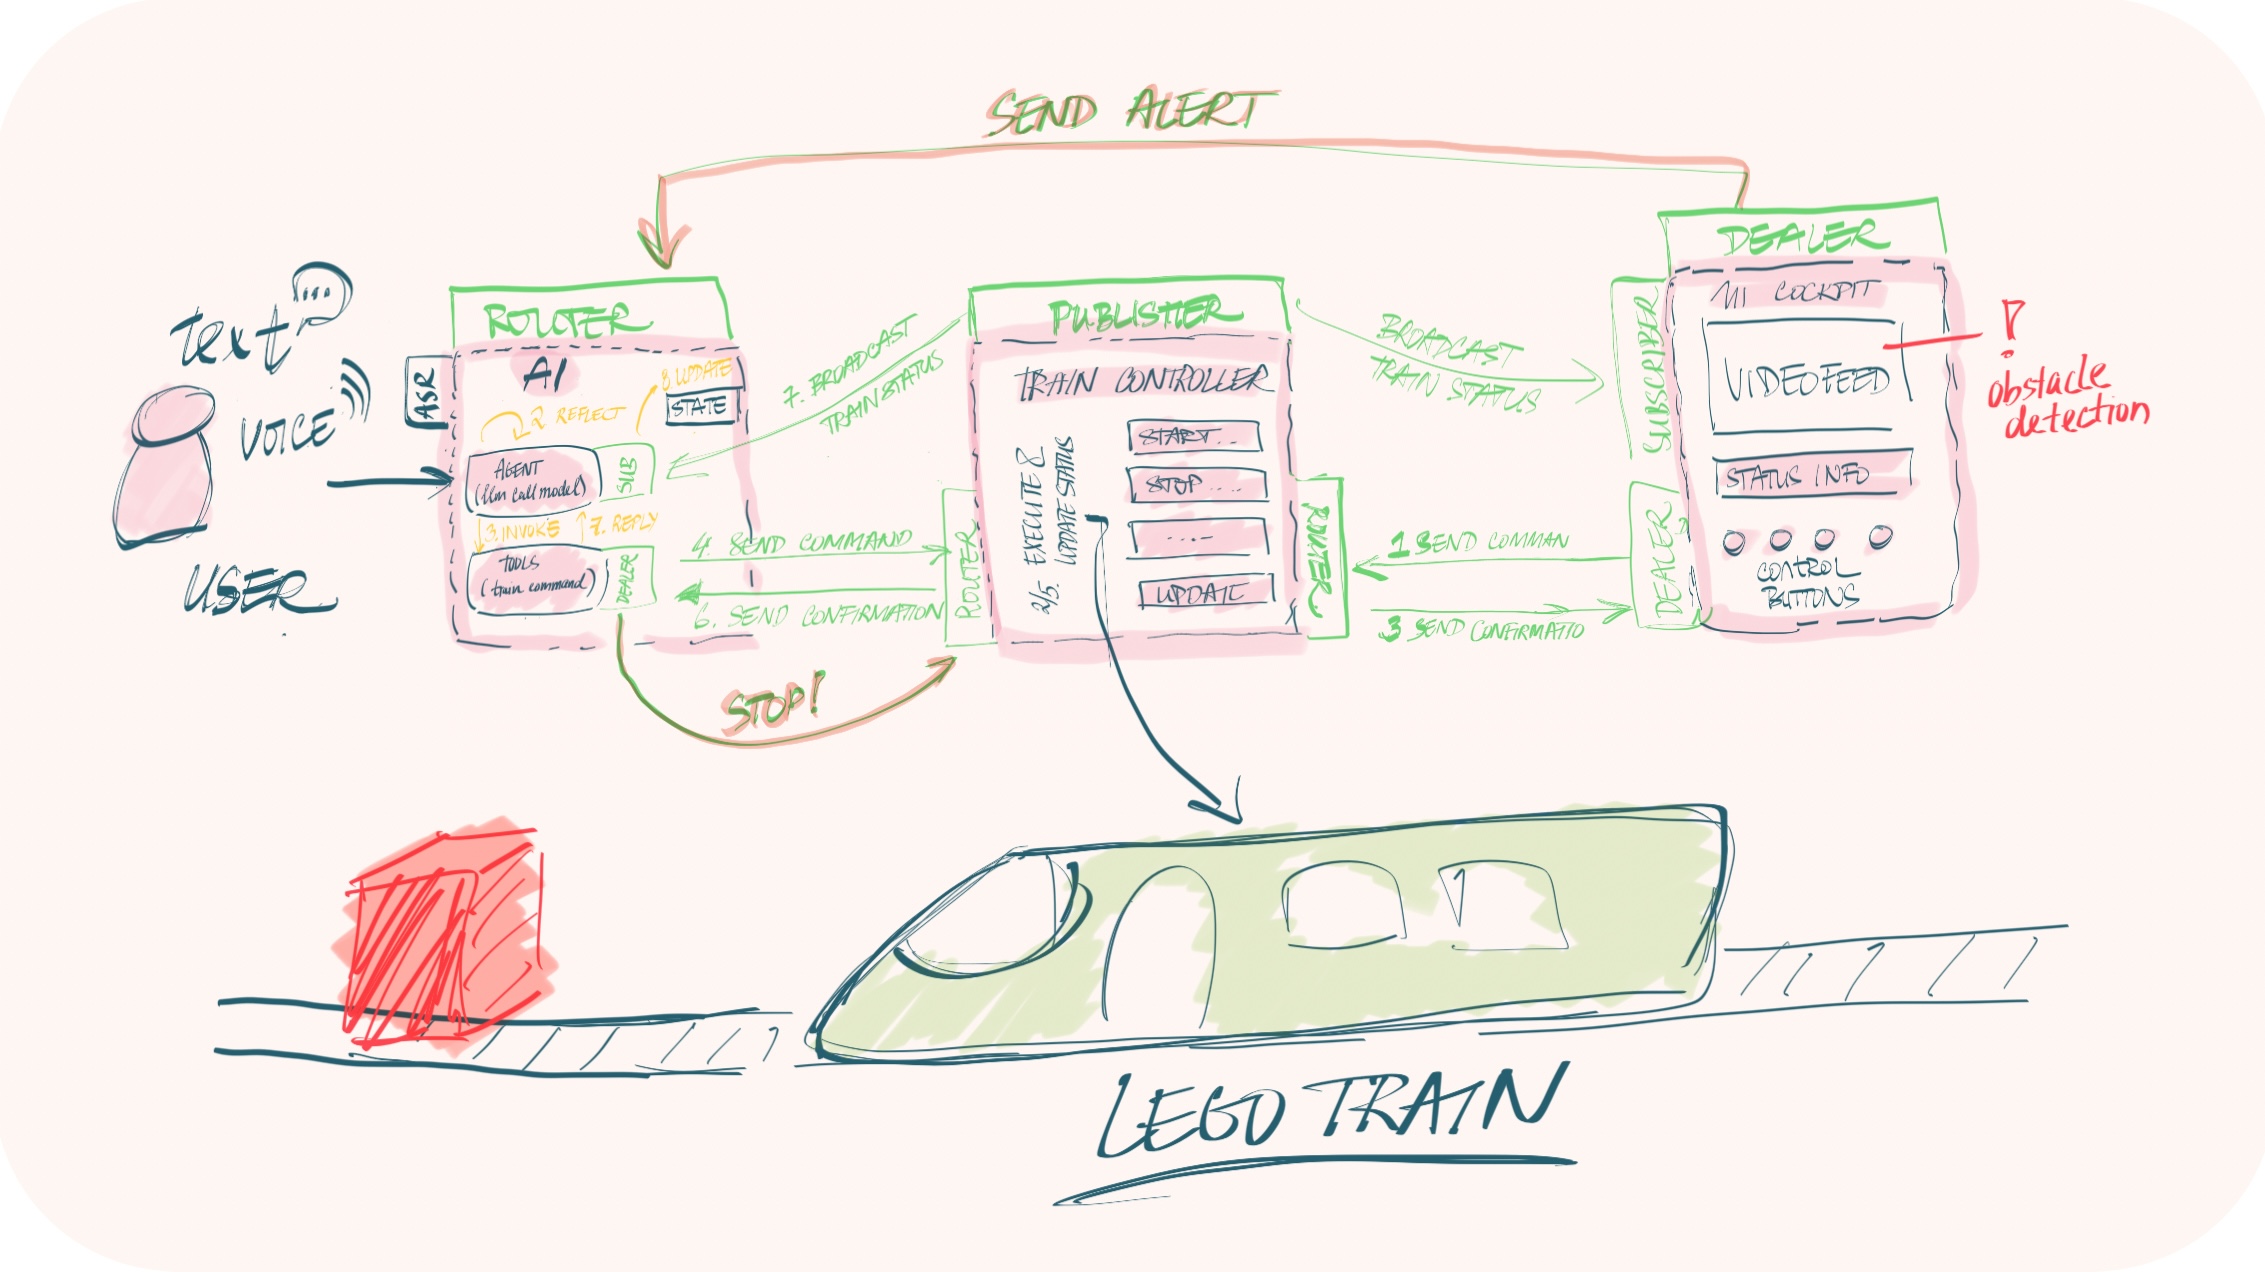 SEND ALERT
text
...
VOICE
USER
ROUTER
ASR
AI
8. UPDATE
STATE
2 REFLECT
AGENT
(llm call model)
SUB
3. INVOKE
7. REPLY
TOOLS
(train command)
DEALER
7. BROADCAST
TRAIN STATUS
4. SEND COMMAND
6. SEND CONFIRMATION
STOP!
PUBLISHER
TRAIN CONTROLLER
ROUTER
2/5 EXECUTE &
UPDATE STATUS
START...
STOP....
....
UPDATE
ROUTER
BROADCAST
TRAIN STATUS
1 SEND COMMAN
3 SEND CONFIRMATIO
DEALER
SUBSCRIBER
DEALER
COCKPIT
VIDEOFEED
STATUS INFO
CONTROL
BUTTONS
!
obstacle
detection
LEGO TRAIN